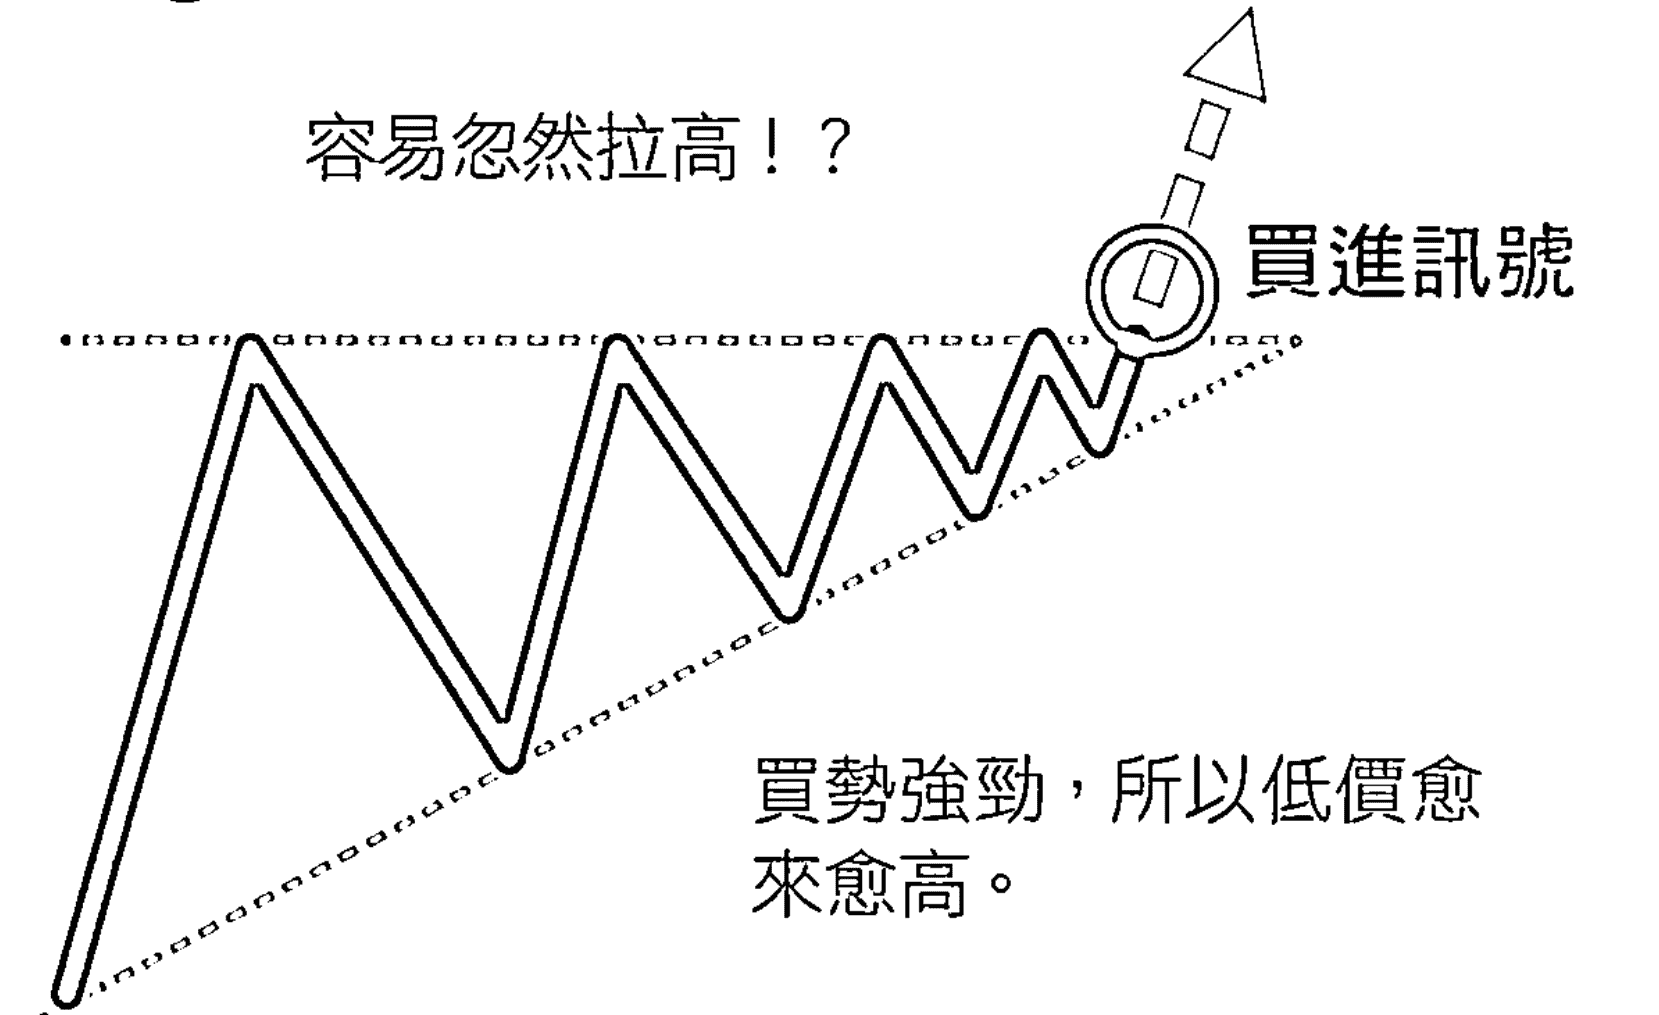 容易忽然拉高！？
買進訊號
買勢強勁，所以低價愈
來愈高。